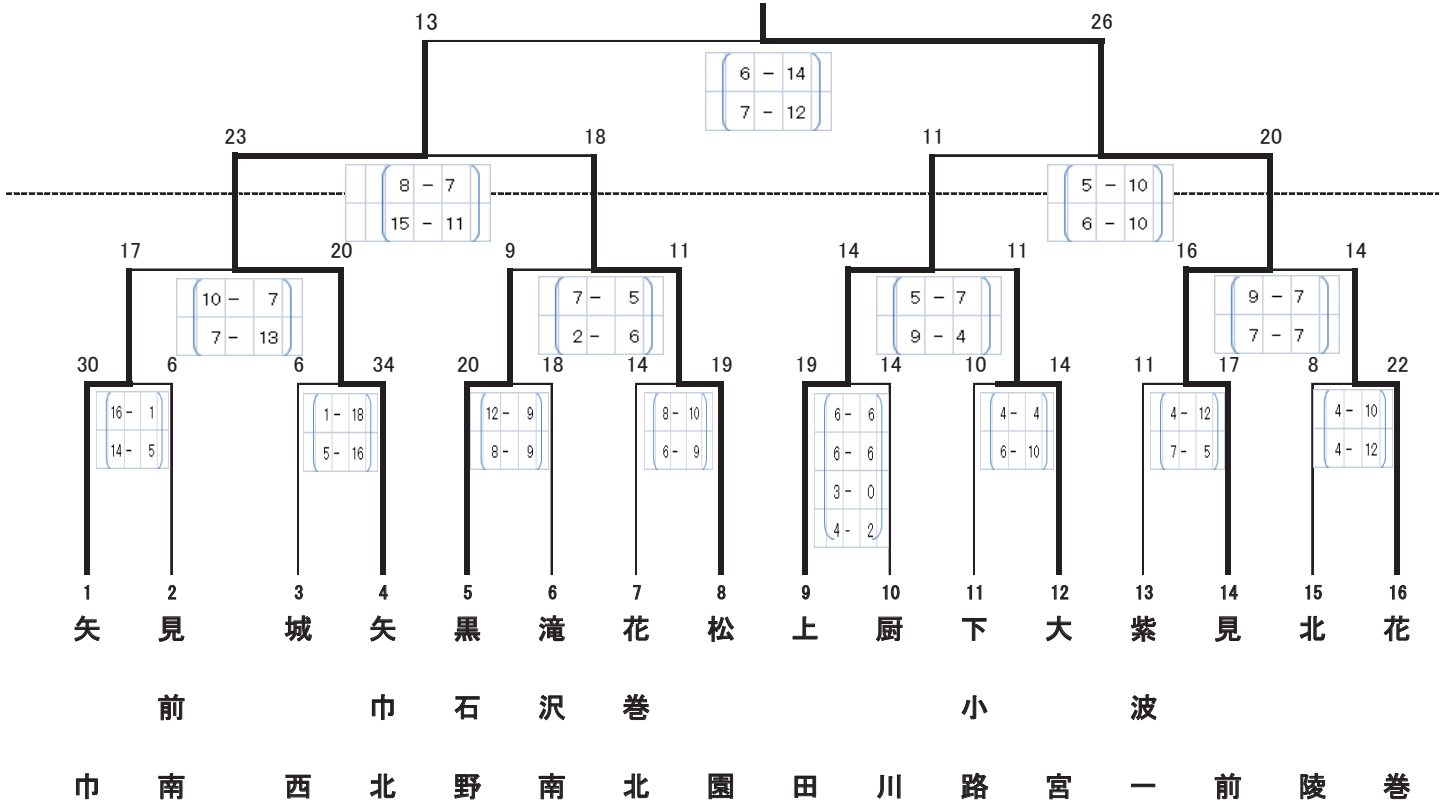 13 26
6 - 14
7 - 12
23 18 11 20
8 - 7 5 - 10
15 - 11 6 - 10
17 20 9 11 14 11 16 14
10 - 7 7 - 5 5 - 7 9 - 7
7 - 13 2 - 6 9 - 4 7 - 7
30 6 6 34 20 18 14 19 19 14 10 14 11 17 8 22
16 - 1 1 - 18 12 - 9 8 - 10 6 - 6 4 - 4 4 - 12 4 - 10
14 - 5 5 - 16 8 - 9 6 - 9 6 - 6 6 - 10 7 - 5 4 - 12
3 - 0
4 - 2
1 2 3 4 5 6 7 8 9 10 11 12 13 14 15 16
矢巾
見前南
城西
矢巾北
黒石野
滝沢南
花巻北
松園
上田
厨川
下小路
大宮
紫波一
見前
北陵
花巻